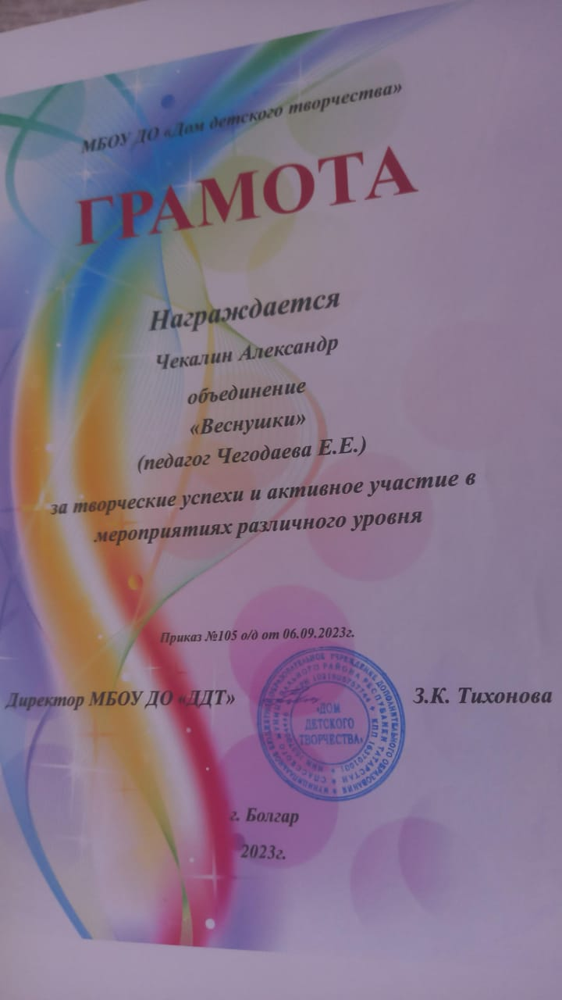 МБОУ ДО «Дом детского творчества»
ГРАМОТА
Награждается
Чекалин Александр
объединение
«Веснушки»
(педагог Чегодаева Е.Е.)
за творческие успехи и активное участие в
мероприятиях различного уровня
Приказ №105 о/д от 06.09.2023г.
Директор МБОУ ДО «ДДТ»
З.К. Тихонова
«ДОМ
ДЕТСКОГО
ТВОРЧЕСТВА»
г. Болгар
2023г.